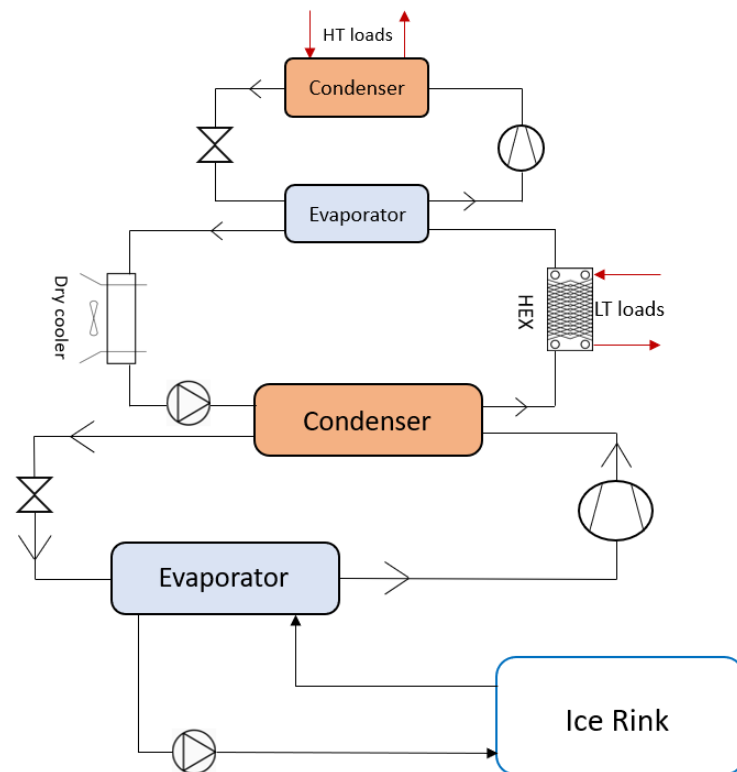 HT loads
Condenser
Evaporator
Dry cooler
HEX
LT loads
Condenser
Evaporator
Ice Rink